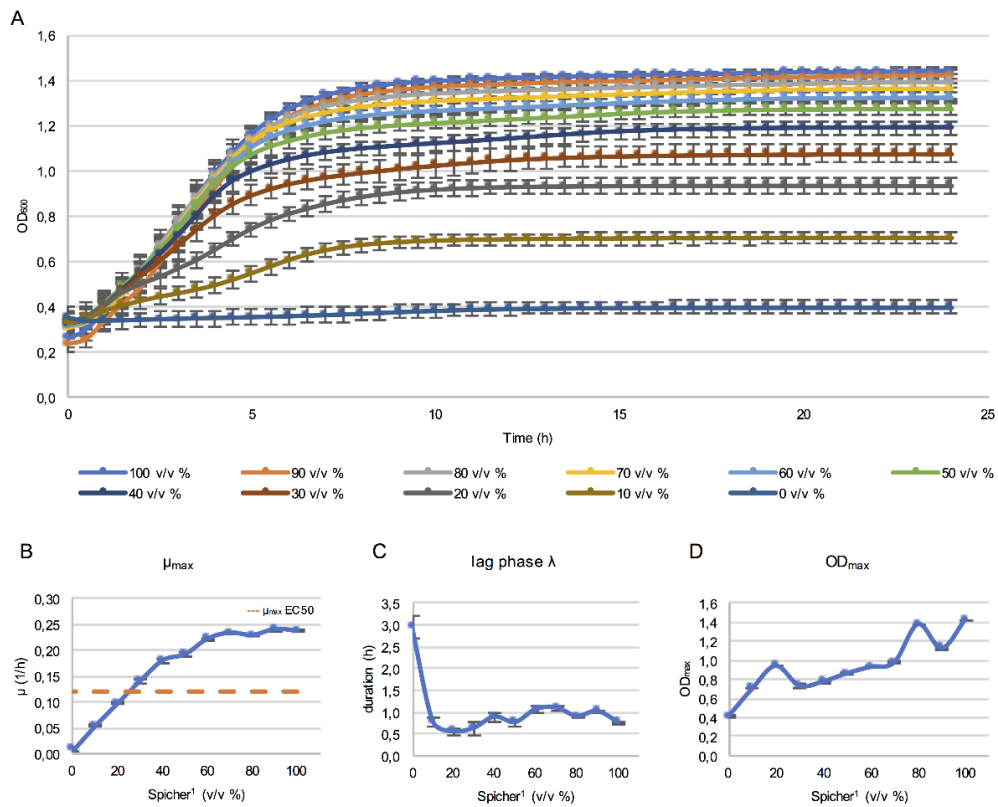 A
1,6
1,4
1,2
1,0
0,8
0,6
0,4
0,2
0,0
OD600
0 5 10 15 20 25
Time (h)
100 v/v % 90 v/v % 80 v/v % 70 v/v % 60 v/v % 50 v/v %
40 v/v % 30 v/v % 20 v/v % 10 v/v % 0 v/v %
B
µmax
0,30
0,25
0,20
0,15
0,10
0,05
0,00
µ (1/h)
µmax EC50
0 20 40 60 80 100
Spicher¹ (v/v %)
C
lag phase λ
3,5
3,0
2,5
2,0
1,5
1,0
0,5
0,0
duration (h)
0 20 40 60 80 100
Spicher¹ (v/v %)
D
ODmax
1,6
1,4
1,2
1,0
0,8
0,6
0,4
0,2
0,0
ODmax
0 20 40 60 80 100
Spicher¹ (v/v %)